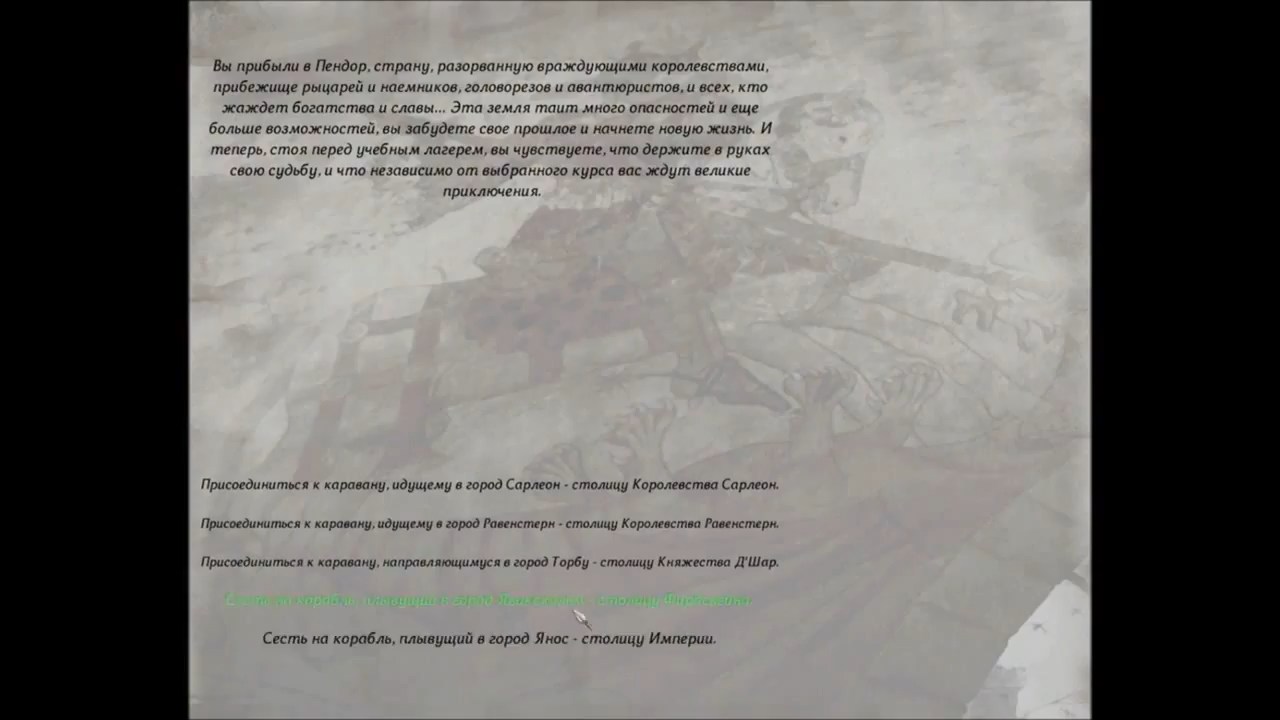 Вы прибыли в Пендор, страну, разорванную враждующими королевствами,
прибежище рыцарей и наемников, головорезов и авантюристов, и всех, кто
жаждет богатства и славы... Эта земля таит много опасностей и еще
больше возможностей, вы забудете свое прошлое и начнете новую жизнь. И
теперь, стоя перед учебным лагерем, вы чувствуете, что держите в руках
свою судьбу, и что независимо от выбранного курса вас ждут великие
приключения.
Присоединиться к каравану, идущему в город Сарлеон - столицу Королевства Сарлеон.
Присоединиться к каравану, идущему в город Равенстерн - столицу Королевства Равенстерн.
Присоединиться к каравану, направляющимуся в город Торбу - столицу Княжества Д'Шар.
Сесть на корабль, плывущий в город - столицу
Сесть на корабль, плывущий в город Янос - столицу Империи.